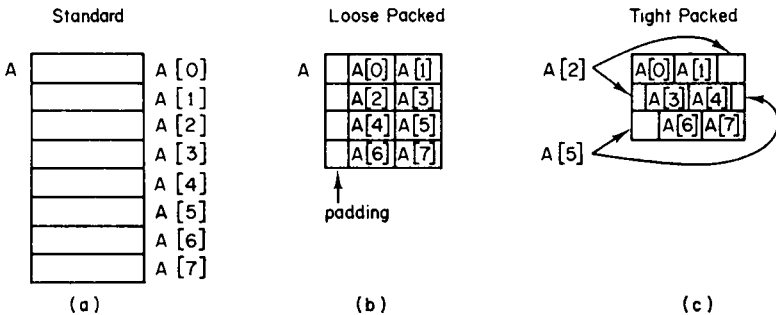 Standard
Loose Packed
Tight Packed
A
A [0]
A [1]
A [2]
A [3]
A [4]
A [5]
A [6]
A [7]
A
A[0] A[1]
A[2] A[3]
A[4] A[5]
A[6] A[7]
padding
A[2]
A[5]
A[0] A[1]
A[3] A[4]
A[6] A[7]
(a)
(b)
(c)